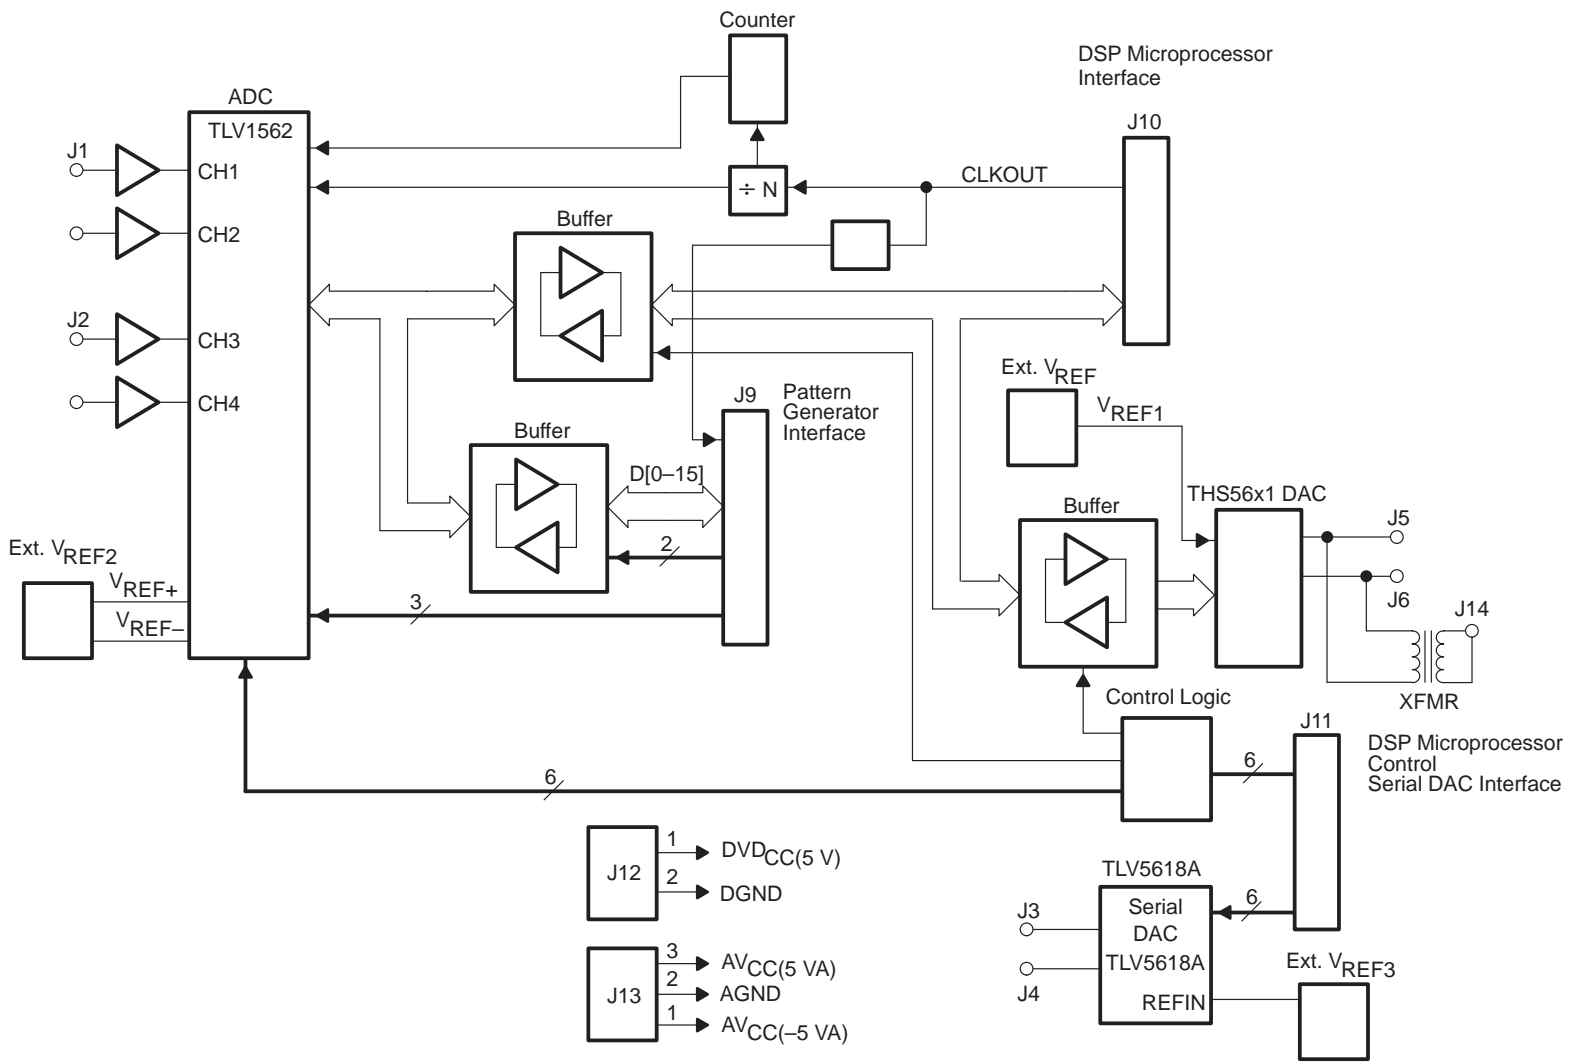 Counter
DSP Microprocessor
Interface
ADC
TLV1562
J10
J1
CH1
÷ N
CLKOUT
Buffer
CH2
J2
CH3
CH4
Ext. VREF
VREF1
J9
Pattern
Generator
Interface
Buffer
D[0–15]
2
3
THS56x1 DAC
Buffer
J5
J6
J14
XFMR
Ext. VREF2
VREF+
VREF–
Control Logic
J11
DSP Microprocessor
Control
Serial DAC Interface
6
6
J12
1
DVDCC(5 V)
2
DGND
TLV5618A
Serial
DAC
TLV5618A
REFIN
6
J3
J4
Ext. VREF3
J13
3
AVCC(5 VA)
2
AGND
1
AVCC(–5 VA)